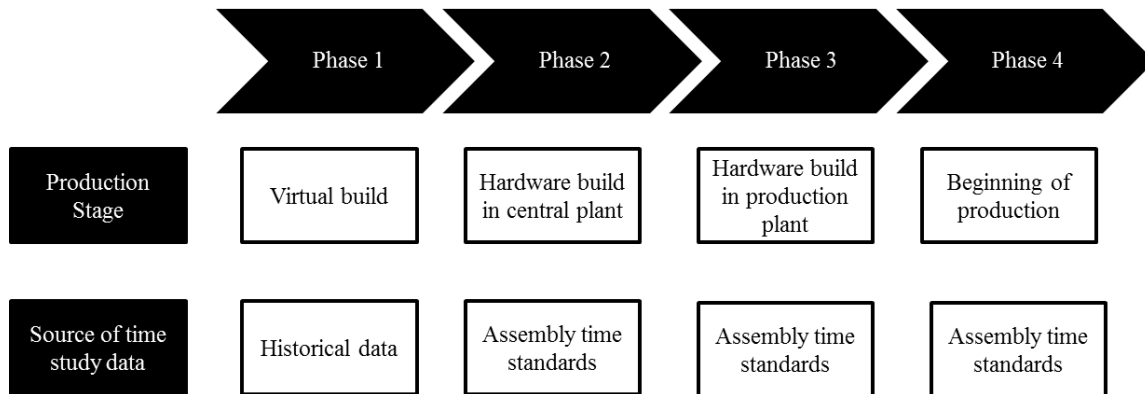 Phase 1
Phase 2
Phase 3
Phase 4
Production
Stage
Virtual build
Hardware build
in central plant
Hardware build
in production
plant
Beginning of
production
Source of time
study data
Historical data
Assembly time
standards
Assembly time
standards
Assembly time
standards